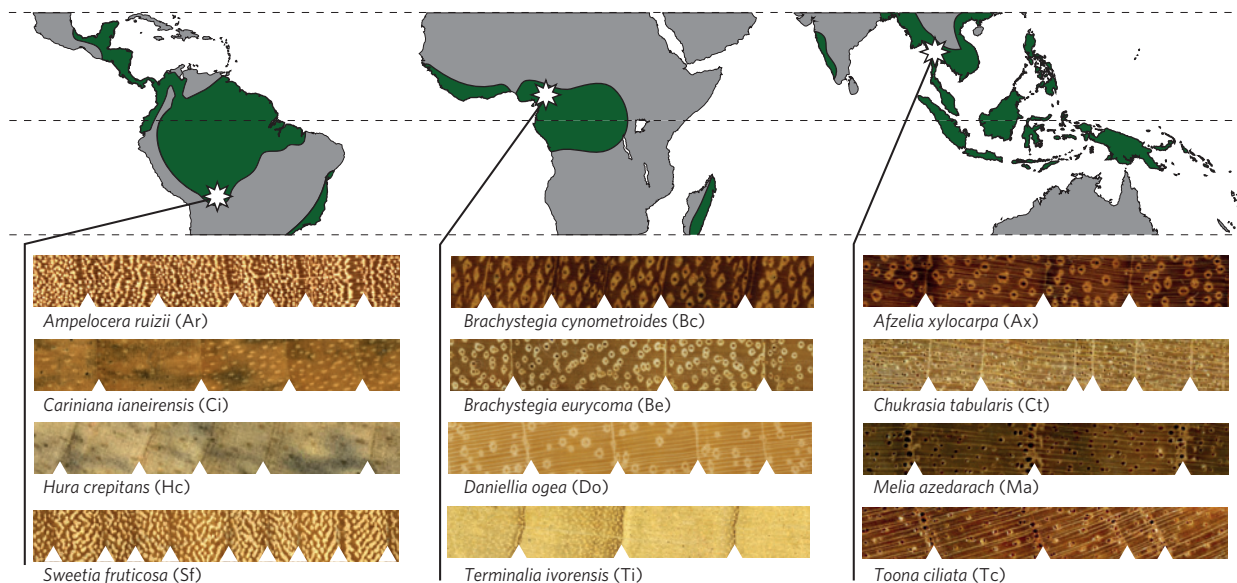 Ampelocera ruizii (Ar)
Cariniana ianeirensis (Ci)
Hura crepitans (Hc)
Sweetia fruticosa (Sf)
Brachystegia cynometroides (Bc)
Brachystegia eurycoma (Be)
Daniellia ogea (Do)
Terminalia ivorensis (Ti)
Afzelia xylocarpa (Ax)
Chukrasia tabularis (Ct)
Melia azedarach (Ma)
Toona ciliata (Tc)